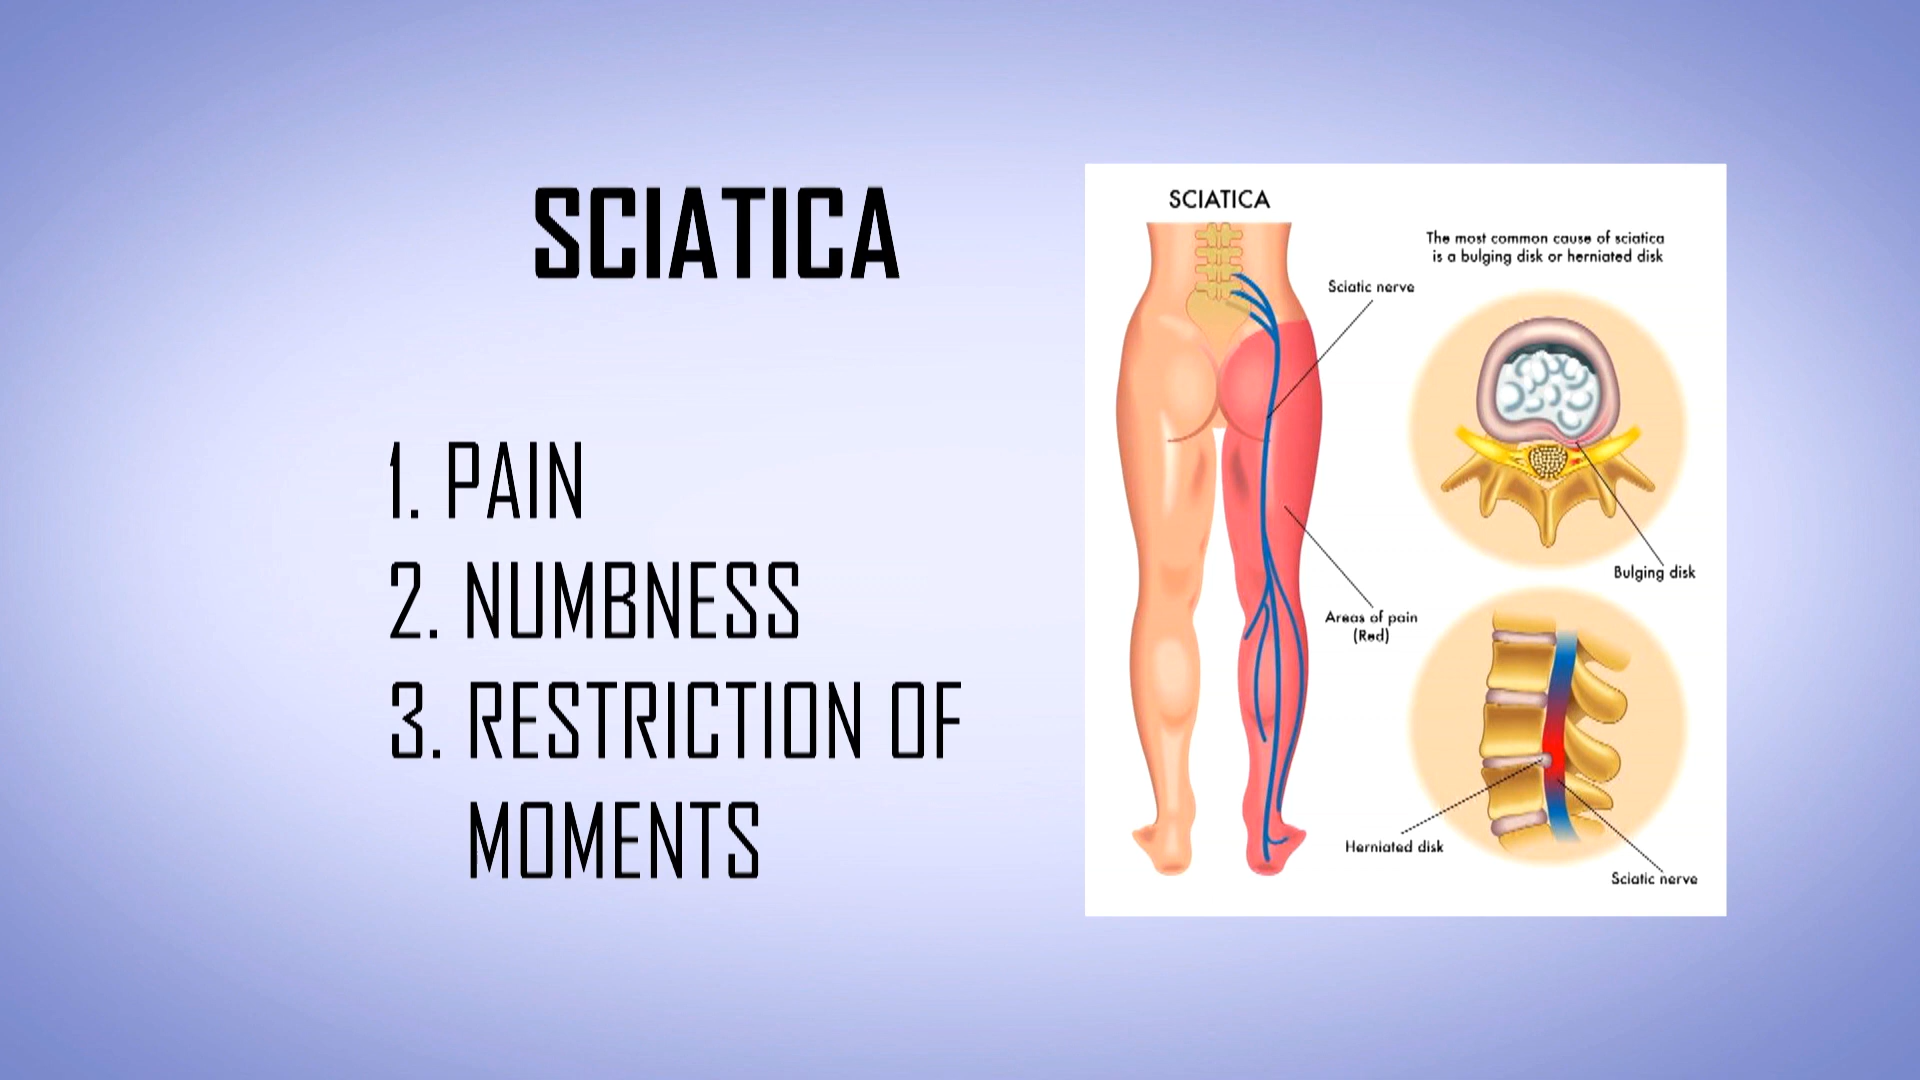 SCIATICA
1. PAIN
2. NUMBNESS
3. RESTRICTION OF
MOMENTS
SCIATICA
The most common cause of sciatica
is a bulging disk or herniated disk
Sciatic nerve
Bulging disk
Areas of pain
(Red)
Herniated disk
Sciatic nerve